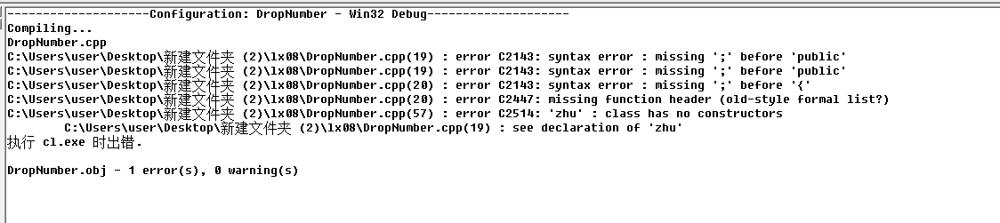 --------------------Configuration: DropNumber - Win32 Debug--------------------
Compiling...
DropNumber.cpp
C:\Users\user\Desktop\新建文件夹 (2)\lx08\DropNumber.cpp(19) : error C2143: syntax error : missing ';' before 'public'
C:\Users\user\Desktop\新建文件夹 (2)\lx08\DropNumber.cpp(19) : error C2143: syntax error : missing ';' before 'public'
C:\Users\user\Desktop\新建文件夹 (2)\lx08\DropNumber.cpp(20) : error C2143: syntax error : missing ';' before '{'
C:\Users\user\Desktop\新建文件夹 (2)\lx08\DropNumber.cpp(20) : error C2447: missing function header (old-style formal list?)
C:\Users\user\Desktop\新建文件夹 (2)\lx08\DropNumber.cpp(57) : error C2514: 'zhu' : class has no constructors
C:\Users\user\Desktop\新建文件夹 (2)\lx08\DropNumber.cpp(19) : see declaration of 'zhu'
执行 cl.exe 时出错.
DropNumber.obj - 1 error(s), 0 warning(s)